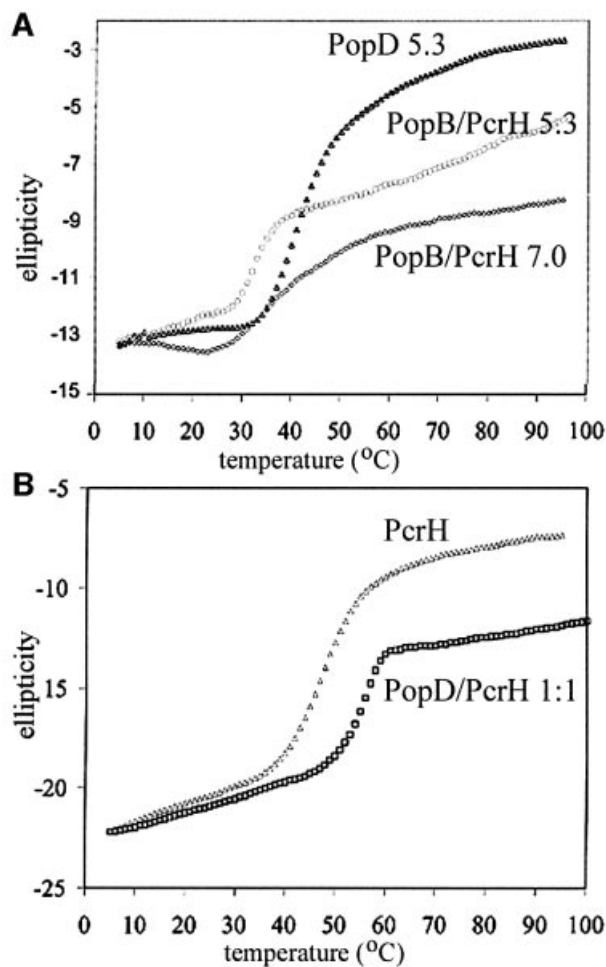 A
-3
PopD 5.3
-5
PopB/PcrH 5:3
-7
ellipticity
-9
PopB/PcrH 7.0
-11
-13
-15
0 10 20 30 40 50 60 70 80 90 100
temperature (°C)
B
-5
PcrH
-10
ellipticity
15
PopD/PcrH 1:1
-20
-25
0 10 20 30 40 50 60 70 80 90 100
temperature (°C)